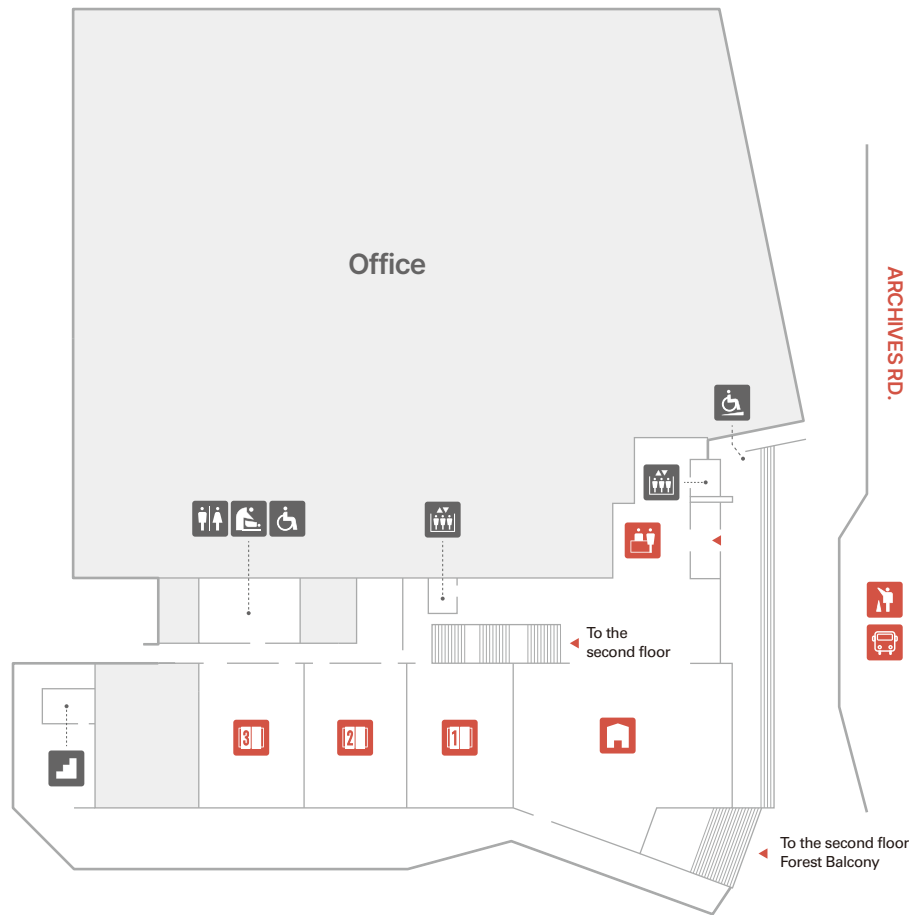 Office
ARCHIVES RD.
To the
second floor
3
2
1
To the second floor
Forest Balcony